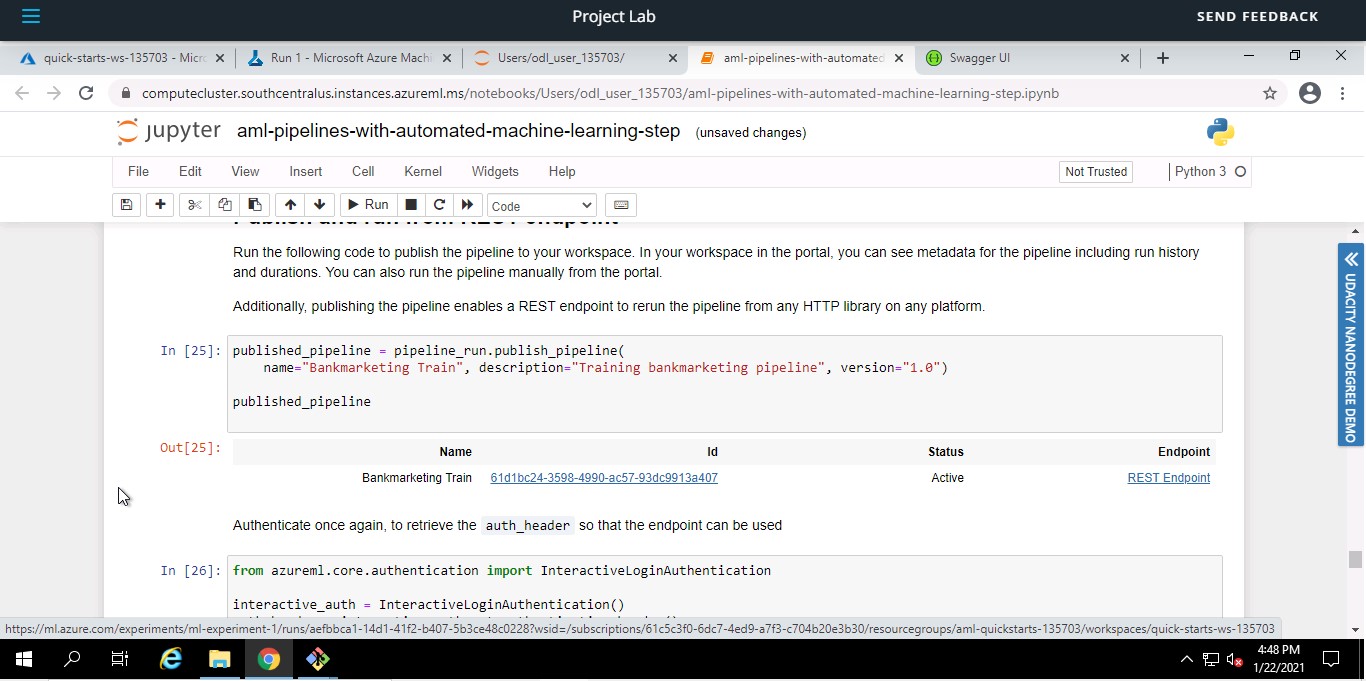 Project Lab
SEND FEEDBACK
quick-starts-ws-135703 - Micro
Run 1 - Microsoft Azure Machi
Users/odl_user_135703/
aml-pipelines-with-automated
Swagger UI
computecluster.southcentralus.instances.azureml.ms/notebooks/Users/odl_user_135703/aml-pipelines-with-automated-machine-learning-step.ipynb
jupyter aml-pipelines-with-automated-machine-learning-step (unsaved changes)
File Edit View Insert Cell Kernel Widgets Help
Not Trusted
Python 3
Run
Code
Publish and run from REST endpoint
Run the following code to publish the pipeline to your workspace. In your workspace in the portal, you can see metadata for the pipeline including run history
and durations. You can also run the pipeline manually from the portal.
Additionally, publishing the pipeline enables a REST endpoint to rerun the pipeline from any HTTP library on any platform.
In [25]: published_pipeline = pipeline_run.publish_pipeline(
name="Bankmarketing Train", description="Training bankmarketing pipeline", version="1.0")
published_pipeline
Out[25]:
Name Id Status Endpoint
Bankmarketing Train 61d1bc24-3598-4990-ac57-93dc9913a407 Active REST Endpoint
Authenticate once again, to retrieve the auth_header so that the endpoint can be used
In [26]: from azureml.core.authentication import InteractiveLoginAuthentication
interactive_auth = InteractiveLoginAuthentication()
https://ml.azure.com/experiments/ml-experiment-1/runs/aefbbca1-14d1-41f2-b407-5b3ce48c0228?wsid=/subscriptions/61c5c3f0-6dc7-4ed9-a7f3-c704b20e3b30/resourcegroups/aml-quickstarts-135703/workspaces/quick-starts-ws-135703
UDACITY NANODEGREE DEMO
4:48 PM
1/22/2021